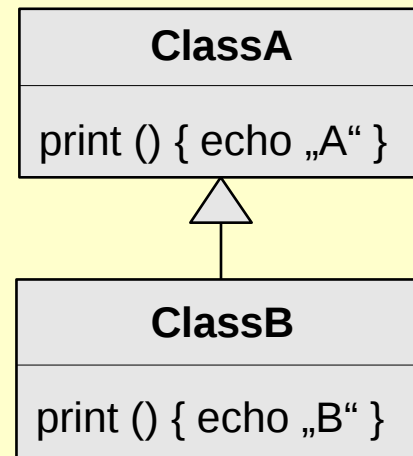 ClassA
print () { echo „A“ }
ClassB
print () { echo „B“ }